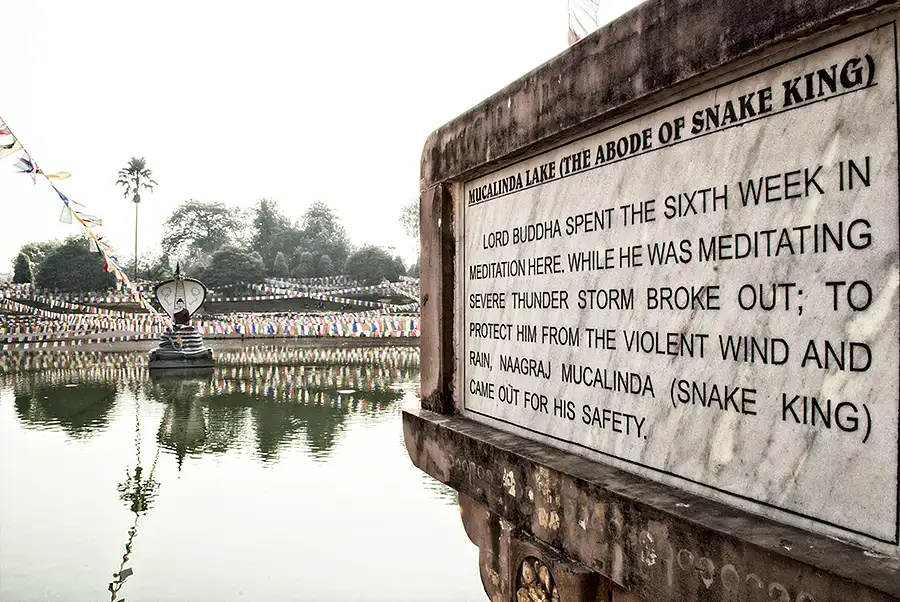 MUCALINDA LAKE (THE ABODE OF SNAKE KING)
LORD BUDDHA SPENT THE SIXTH WEEK IN
MEDITATION HERE. WHILE HE WAS MEDITATING
SEVERE THUNDER STORM BROKE OUT; TO
PROTECT HIM FROM THE VIOLENT WIND AND
RAIN, NAAGRAJ MUCALINDA (SNAKE KING)
CAME OUT FOR HIS SAFETY.